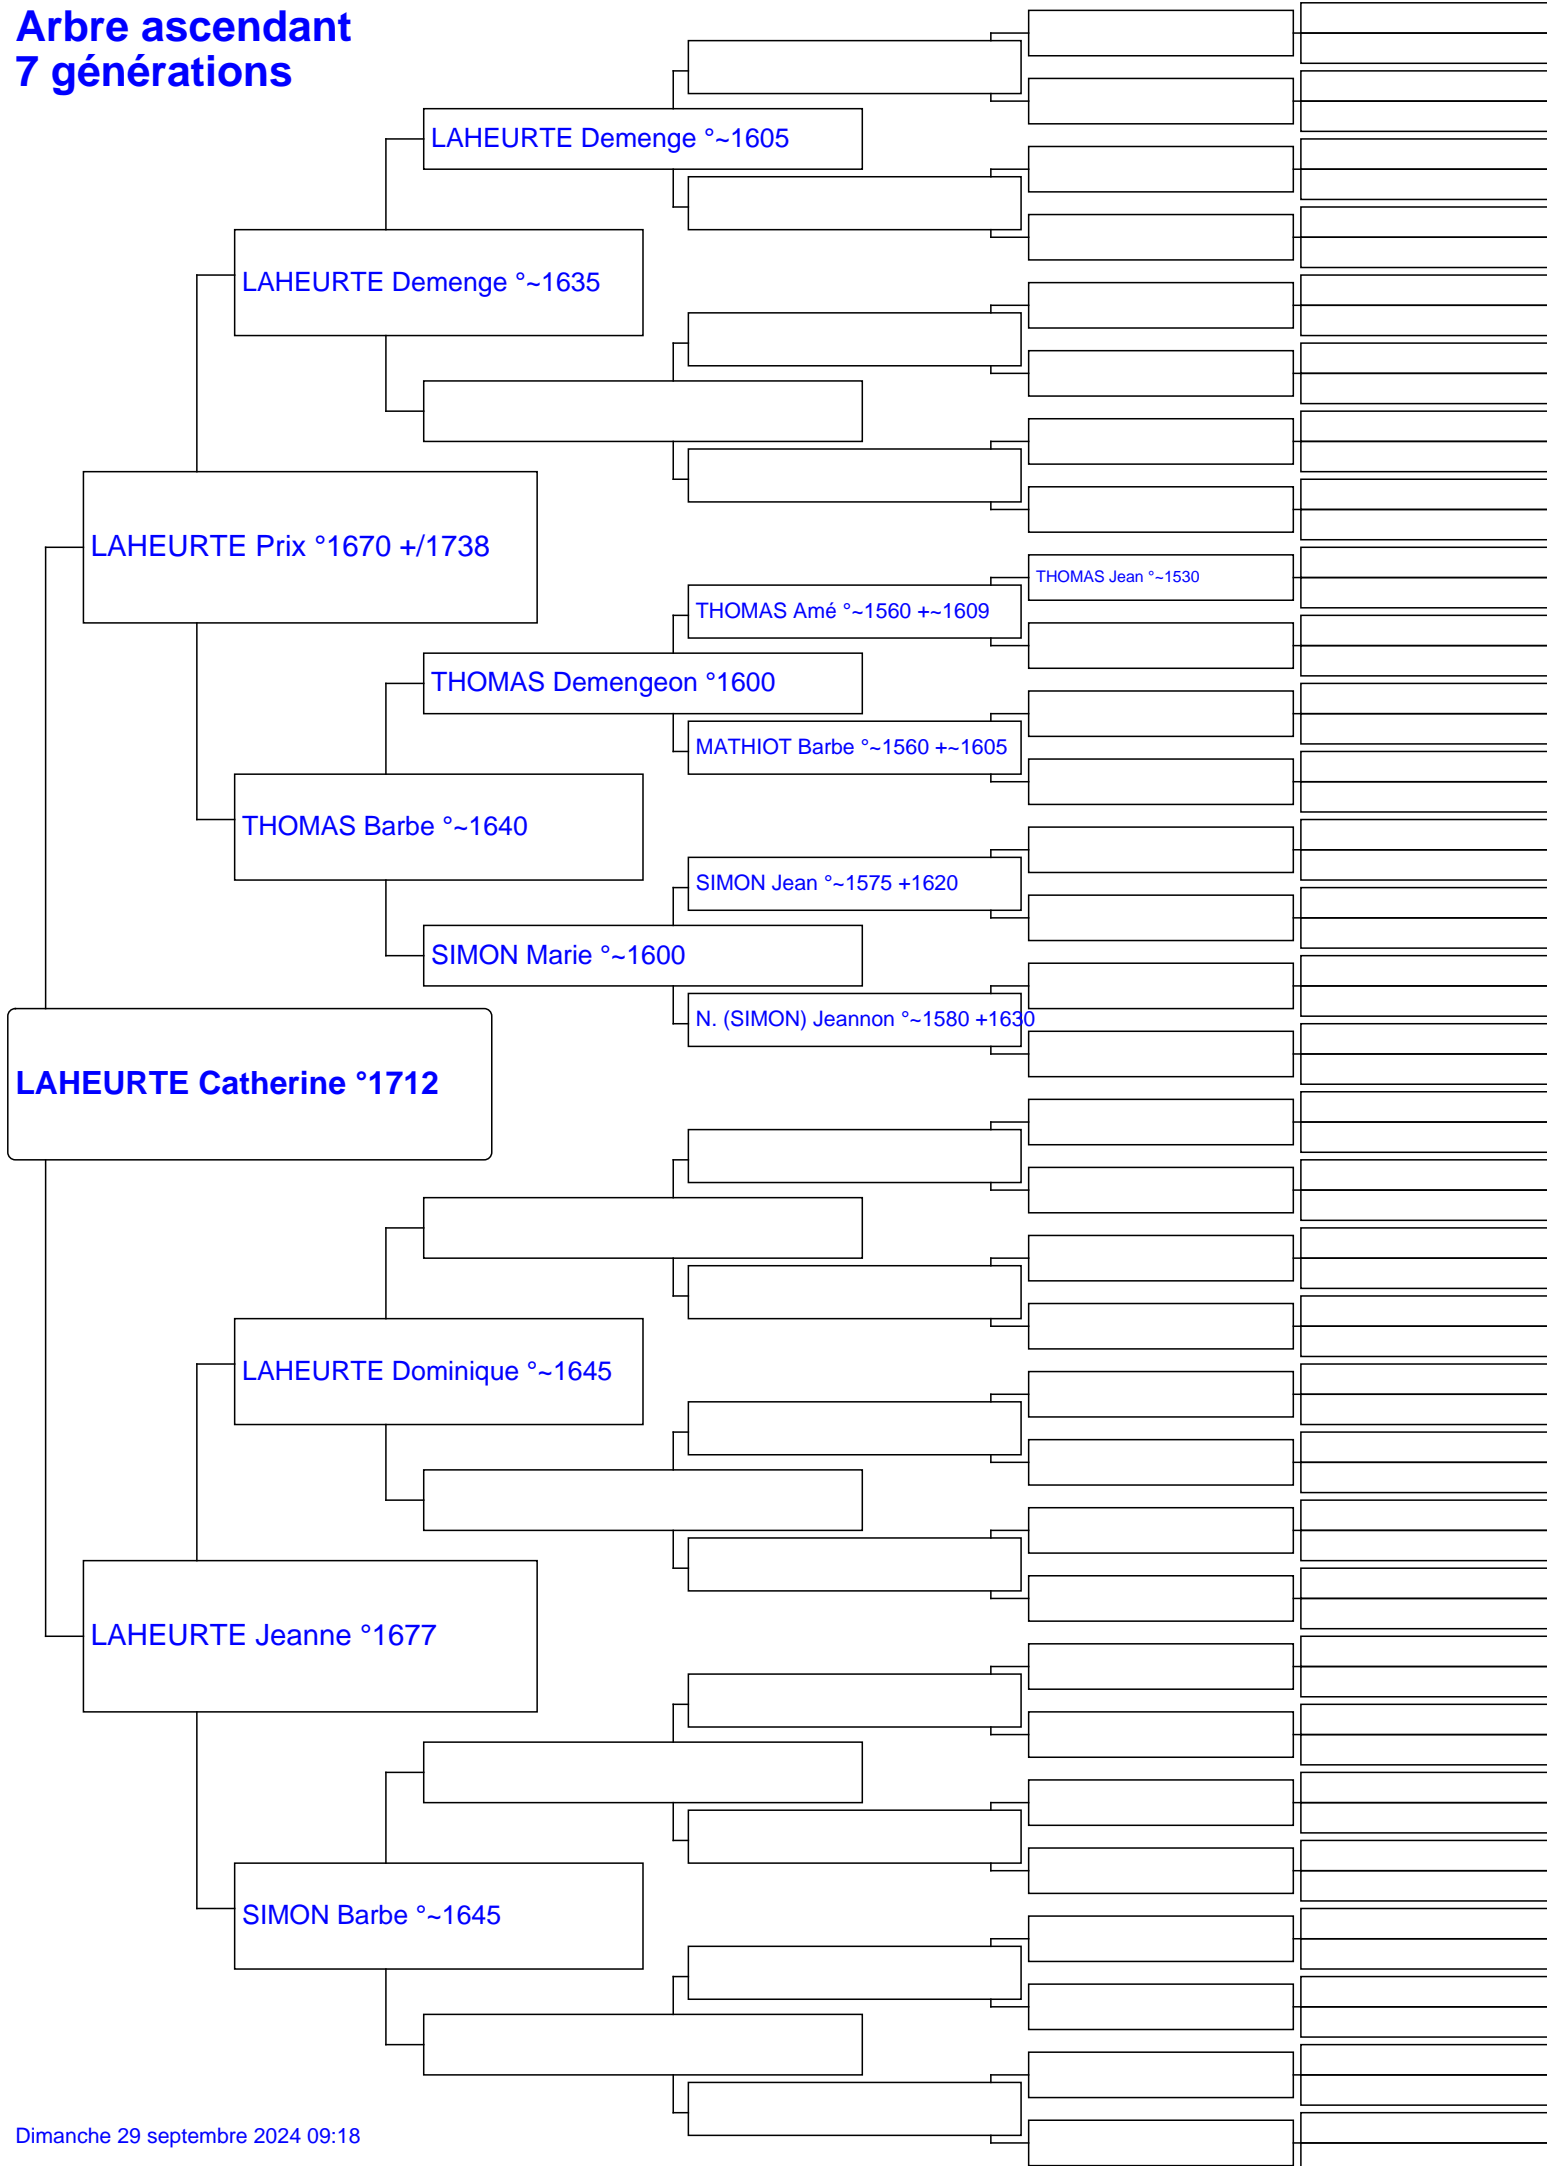 Arbre ascendant
7 générations
LAHEURTE Demenge °~1605
LAHEURTE Demenge °~1635
LAHEURTE Prix °1670 +/1738
THOMAS Jean °~1530
THOMAS Amé °~1560 +~1609
THOMAS Demengeon °1600
MATHIOT Barbe °~1560 +~1605
THOMAS Barbe °~1640
SIMON Jean °~1575 +1620
SIMON Marie °~1600
N. (SIMON) Jeannon °~1580 +1630
LAHEURTE Catherine °1712
LAHEURTE Dominique °~1645
LAHEURTE Jeanne °1677
SIMON Barbe °~1645
Dimanche 29 septembre 2024 09:18